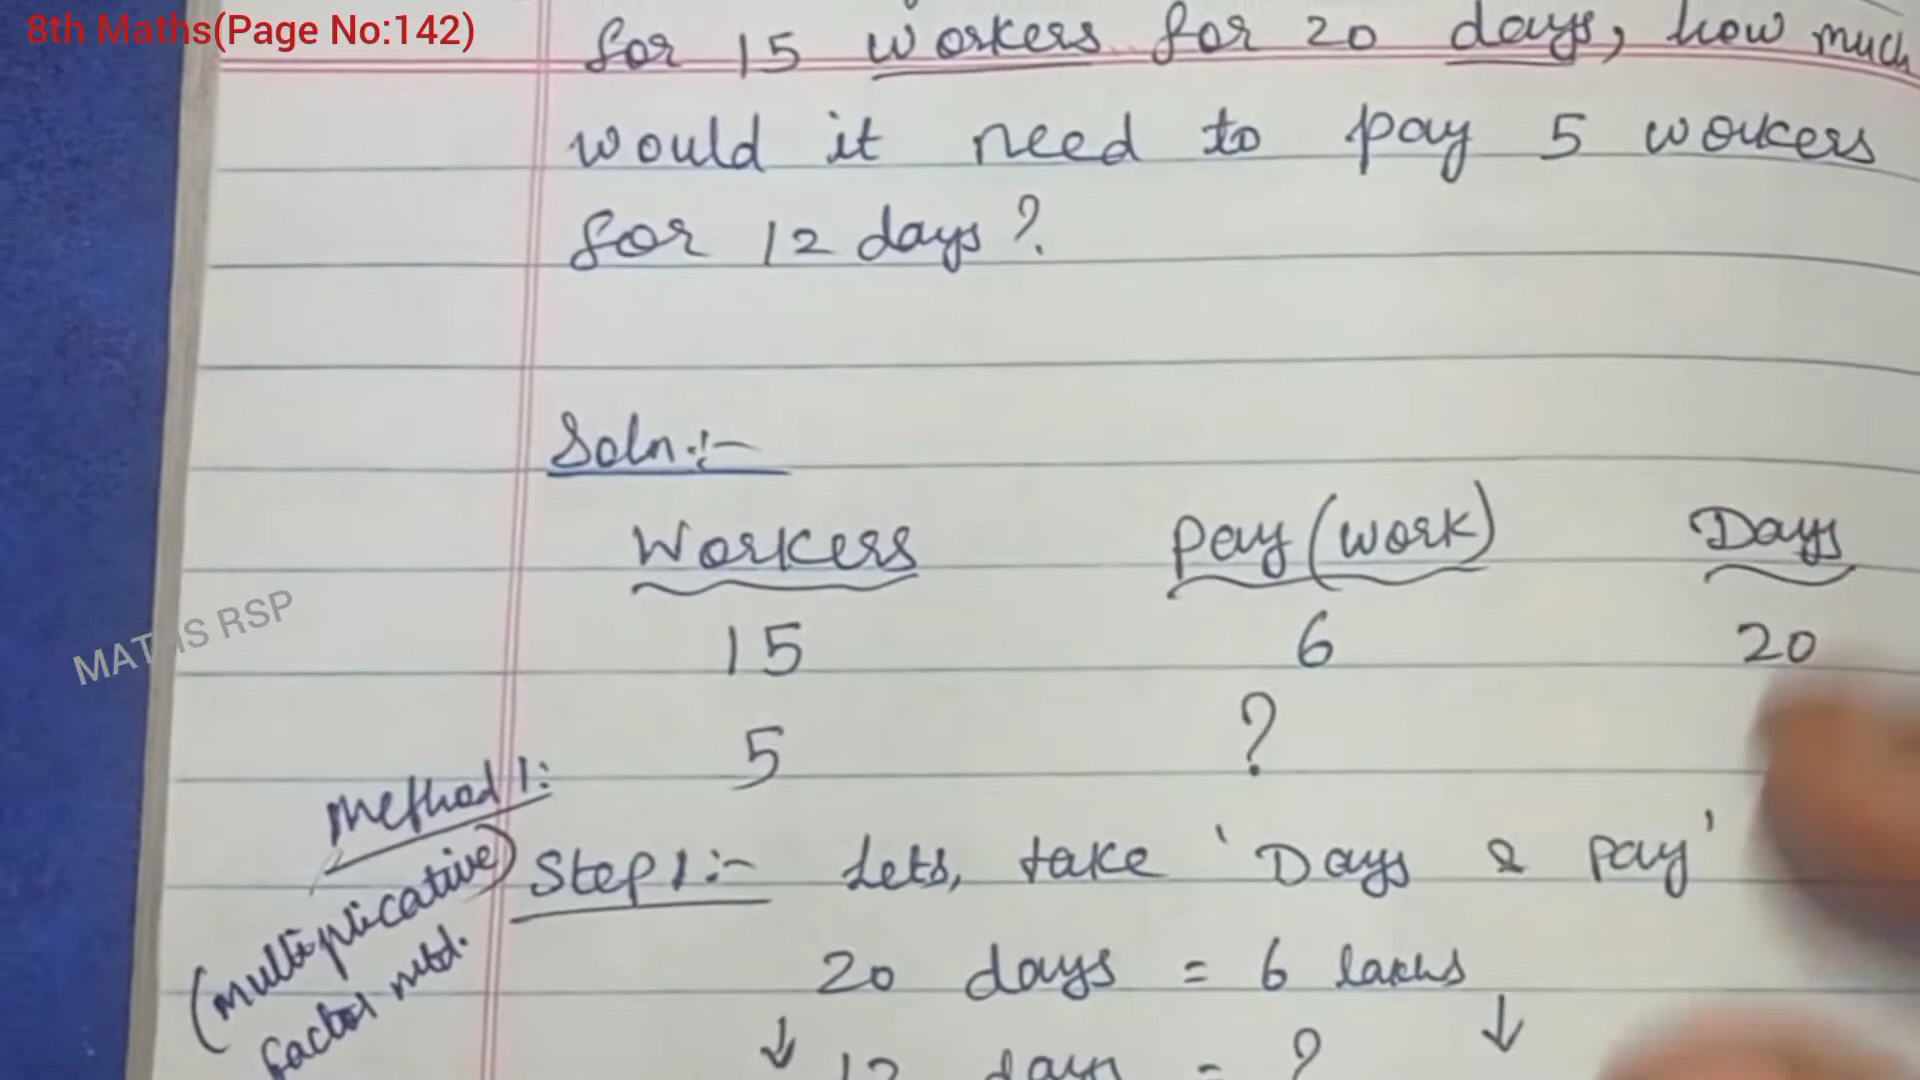 8th Maths(Page No:142)
for 15 workers for 20 days, how much
would it need to pay 5 workers
for 12 days?
Soln:-
Workers Pay (work) Days
15 6 20
5 ?
Method 1:
(multiplicative)
factor mtd.
Step 1:- Lets, take 'Days & Pay'
20 days = 6 lakhs
↓ ↓
12 days = ?
MATHS RSP